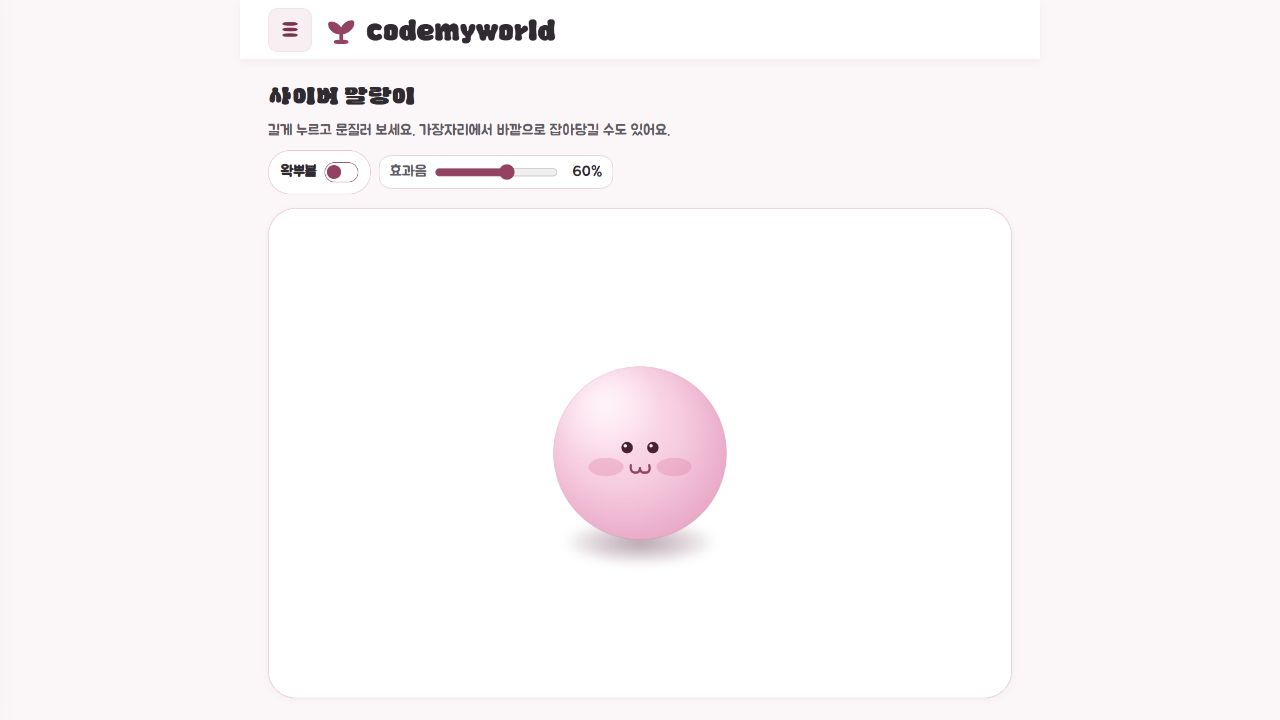 codemyworld
사이버 말랑이
길게 누르고 문질러 보세요. 가장자리에서 바깥으로 잡아당길 수도 있어요.
왁뿌볼 효과음 60%